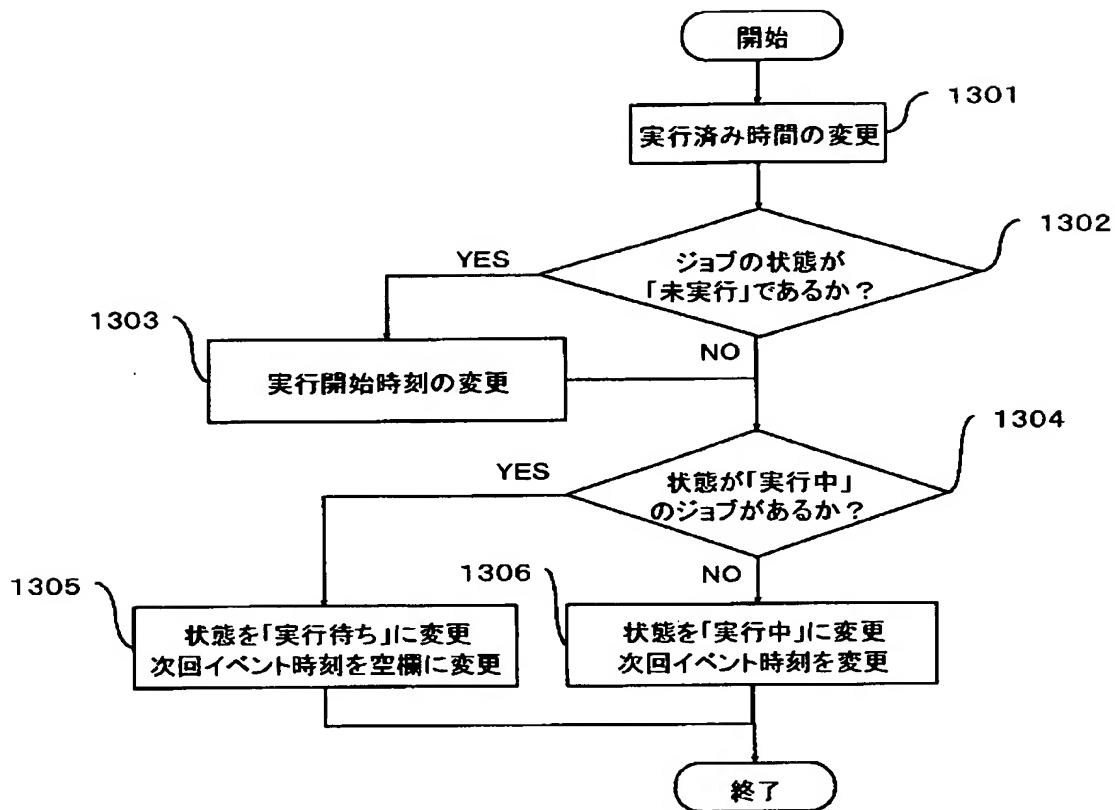 開始
1301
実行済み時間の変更
1302
YES
ジョブの状態が
「未実行」であるか？
1303
NO
実行開始時刻の変更
1304
YES
状態が「実行中」
のジョブがあるか？
1305
1306
NO
状態を「実行待ち」に変更
次回イベント時刻を空欄に変更
状態を「実行中」に変更
次回イベント時刻を変更
終了